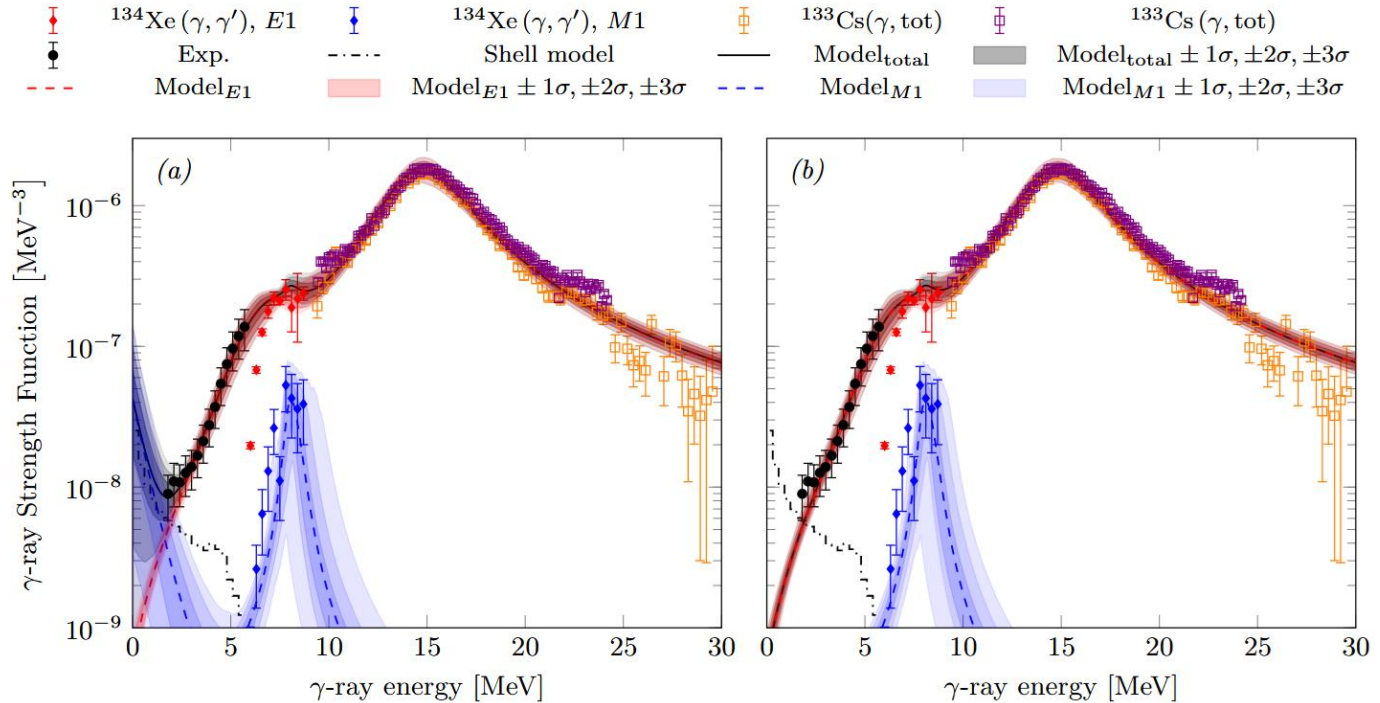 ¹³⁴Xe (γ, γ′), E1 ¹³⁴Xe (γ, γ′), M1 ¹³³Cs(γ, tot) ¹³³Cs (γ, tot)
Exp. Shell model Model_total Model_total ± 1σ, ±2σ, ±3σ
Model_E1 Model_E1 ± 1σ, ±2σ, ±3σ Model_M1 Model_M1 ± 1σ, ±2σ, ±3σ
(a) (b)
γ-ray Strength Function [MeV⁻³]
10⁻⁶
10⁻⁷
10⁻⁸
10⁻⁹
0 5 10 15 20 25 30 0 5 10 15 20 25 30
γ-ray energy [MeV] γ-ray energy [MeV]